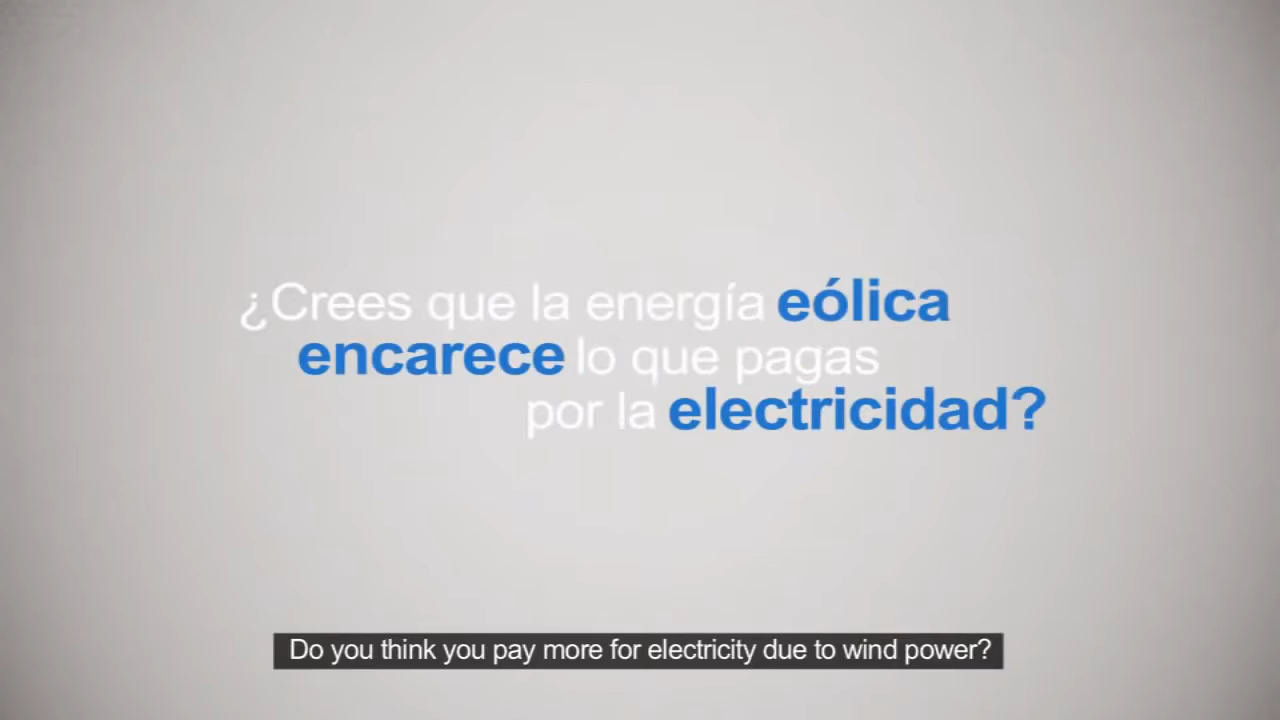 ¿Crees que la energía eólica
encarece lo que pagas
por la electricidad?
Do you think you pay more for electricity due to wind power?